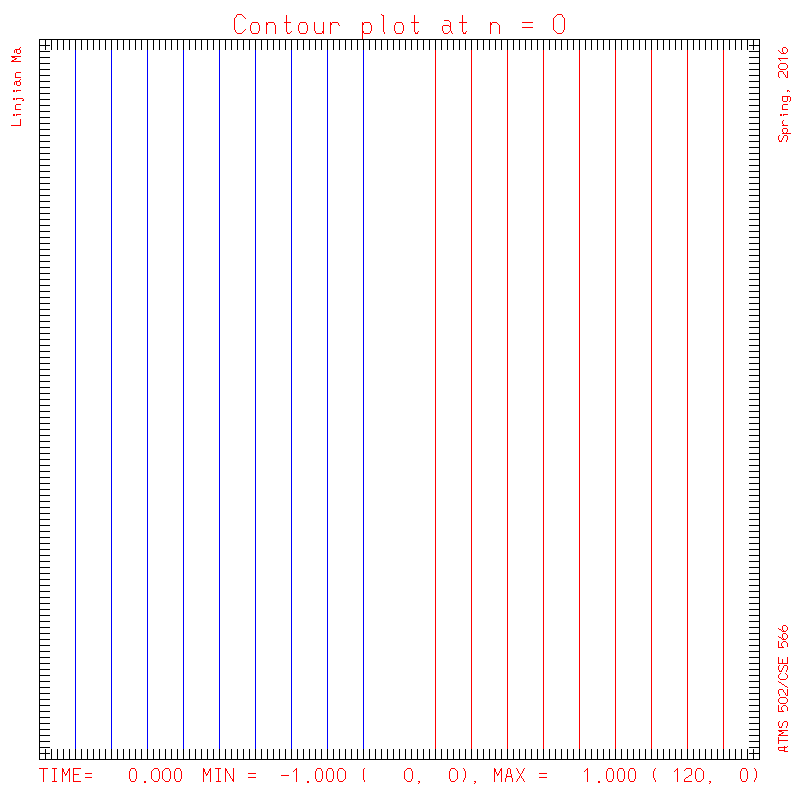 Contour plot at n = 0
Linjian Ma
Spring, 2016
ATMS 502/CSE 566
TIME= 0.000 MIN = -1.000 ( 0, 0), MAX = 1.000 ( 120, 0)